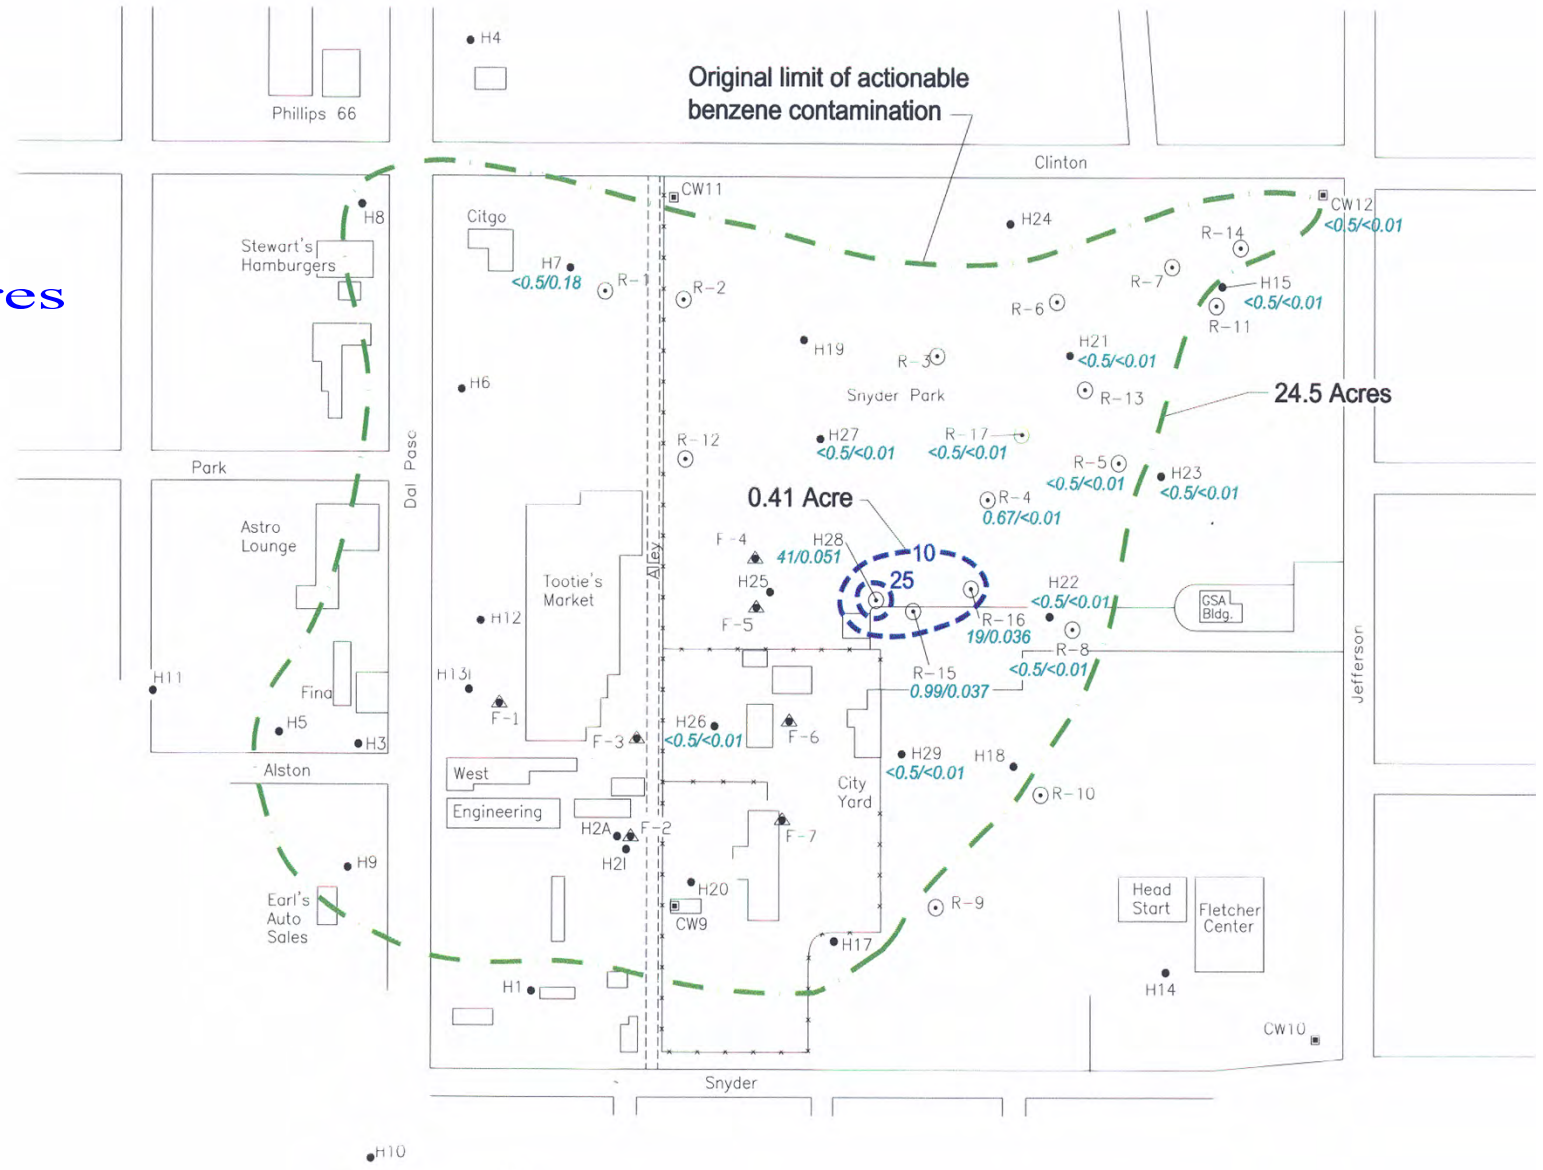 H4
Original limit of actionable
benzene contamination
Phillips 66
Clinton
CW11
CW12
<0.5/<0.01
H8
Citgo
H24
R-14
Stewart's
Hamburgers
H7
<0.5/0.18
R-1
R-2
R-7
H15
<0.5/<0.01
res
R-6
R-11
H19
R-3
H21
<0.5/<0.01
H6
Snyder Park
R-13
24.5 Acres
Dal Paso
R-12
H27
<0.5/<0.01
R-17
<0.5/<0.01
Park
R-5
<0.5/<0.01
H23
<0.5/<0.01
0.41 Acre
R-4
0.67/<0.01
Astro
Lounge
F-4
41/0.051
H28
10
Alley
Tootie's
Market
H25
25
H22
<0.5/<0.01
GSA
Bldg.
H12
F-5
R-16
19/0.036
R-8
<0.5/<0.01
Jefferson
H11
H13i
R-15
0.99/0.037
Fina
F-1
H5
H3
F-3
H26
<0.5/<0.01
F-6
H29
<0.5/<0.01
H18
Alston
West
City
Yard
R-10
Engineering
H2A
F-2
F-7
H2I
H9
H20
Earl's
Auto
Sales
CW9
R-9
Head
Start
Fletcher
Center
H17
H1
H14
CW10
Snyder
H10